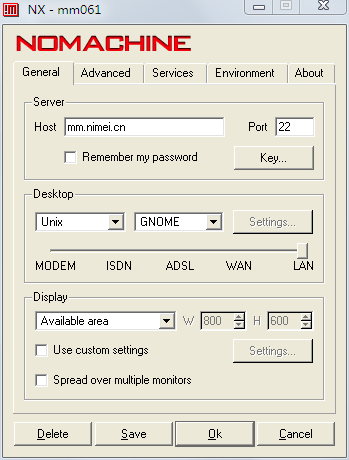 NX - mm061
NOMACHINE
General Advanced Services Environment About
Server
Host mm.nimei.cn Port 22
Remember my password Key...
Desktop
Unix GNOME Settings...
MODEM ISDN ADSL WAN LAN
Display
Available area W 800 H 600
Use custom settings Settings...
Spread over multiple monitors
Delete Save Ok Cancel